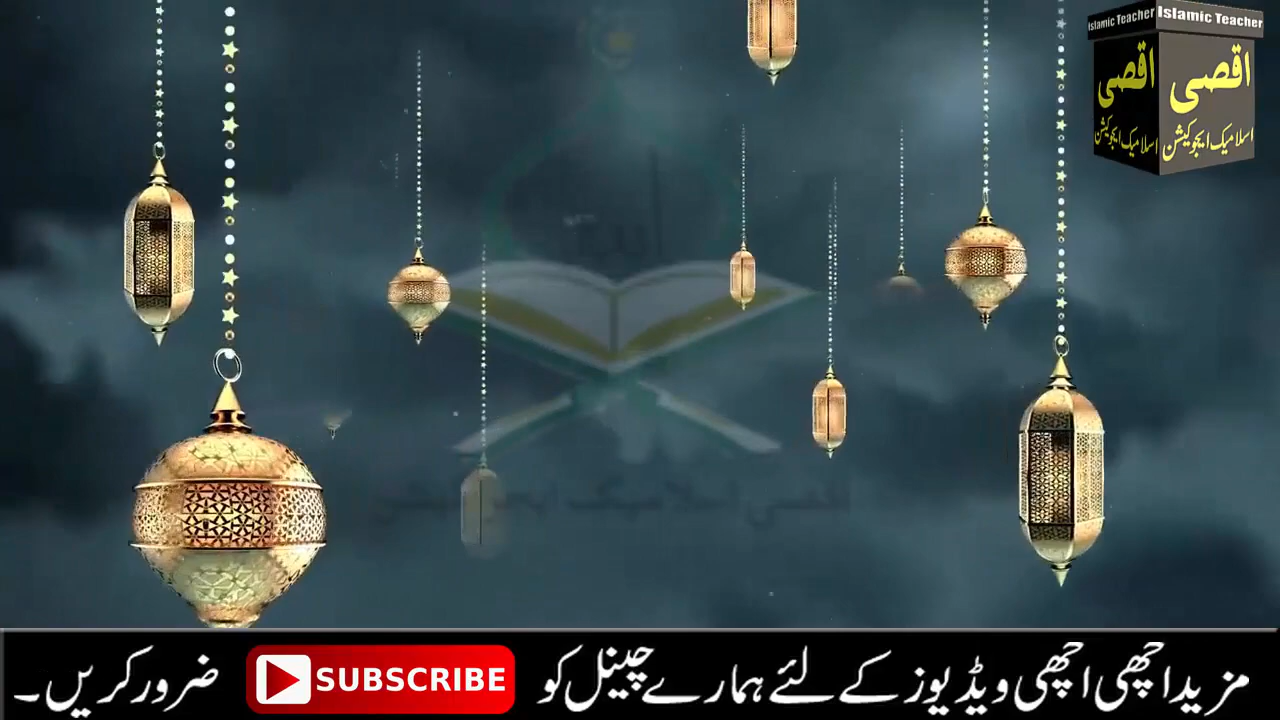 Islamic Teacher
Islamic Teacher
اقصی
اقصی
اسلامیک ایجوکیشن
اسلامیک ایجوکیشن
مزید اچھی اچھی ویڈیوز کے لئے ہمارے چینل کو SUBSCRIBE ضرور کریں۔